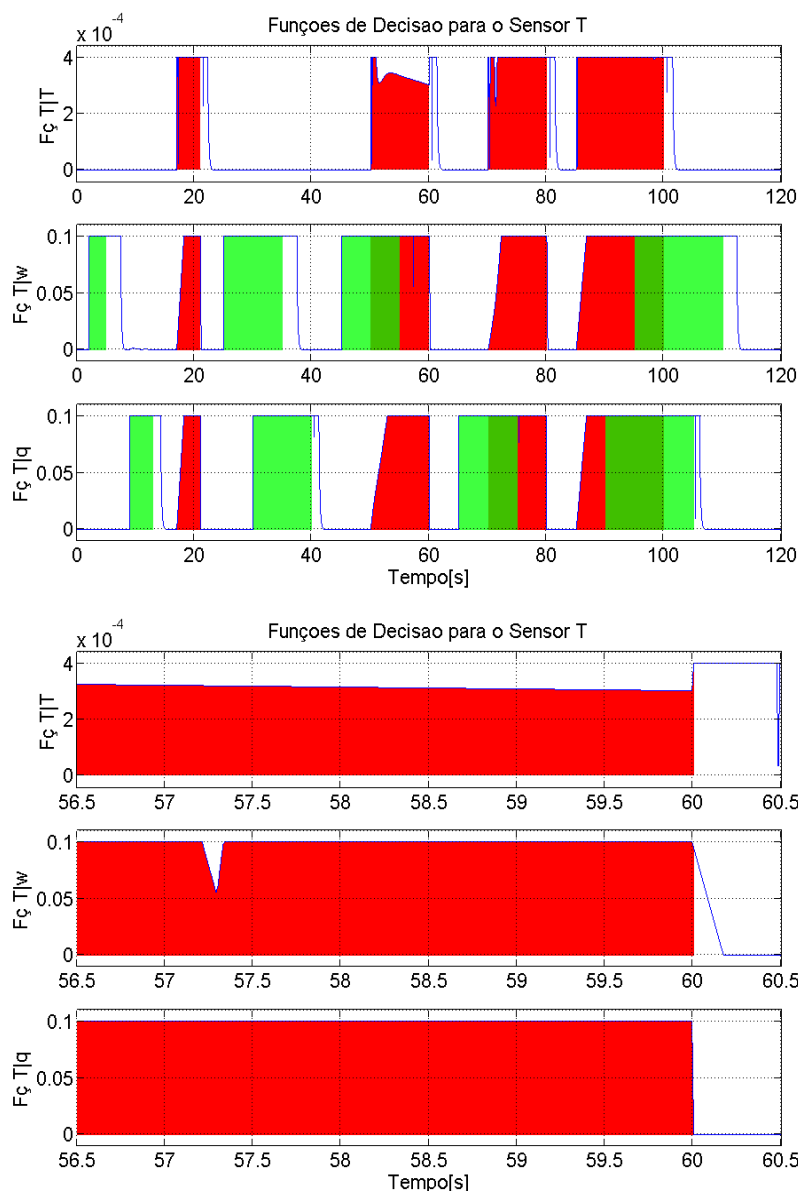 Funçoes de Decisao para o Sensor T
x 10^-4
Fç T|T
4
2
0
0 20 40 60 80 100 120
Fç T|w
0.1
0.05
0
0 20 40 60 80 100 120
Fç T|q
0.1
0.05
0
0 20 40 60 80 100 120
Tempo[s]
Funçoes de Decisao para o Sensor T
x 10^-4
Fç T|T
4
2
0
56.5 57 57.5 58 58.5 59 59.5 60 60.5
Fç T|w
0.1
0.05
0
56.5 57 57.5 58 58.5 59 59.5 60 60.5
Fç T|q
0.1
0.05
0
56.5 57 57.5 58 58.5 59 59.5 60 60.5
Tempo[s]